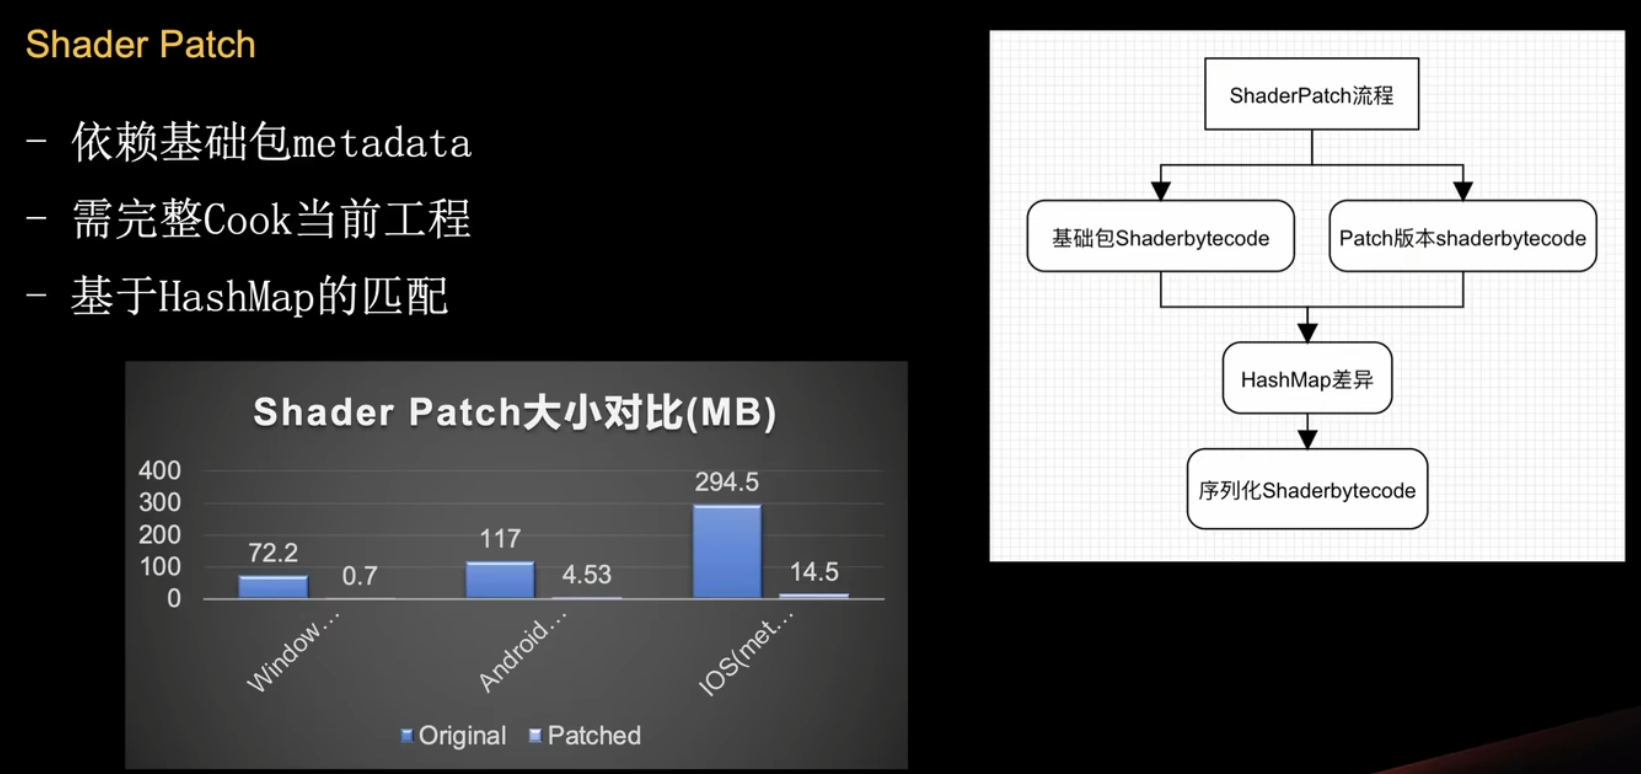 Shader Patch
- 依赖基础包metadata
- 需完整Cook当前工程
- 基于HashMap的匹配
Shader Patch大小对比(MB)
400
300
200
100
0
72.2
0.7
117
4.53
294.5
14.5
Window...
Android...
IOS(met...
Original
Patched
ShaderPatch流程
基础包Shaderbytecode
Patch版本shaderbytecode
HashMap差异
序列化Shaderbytecode